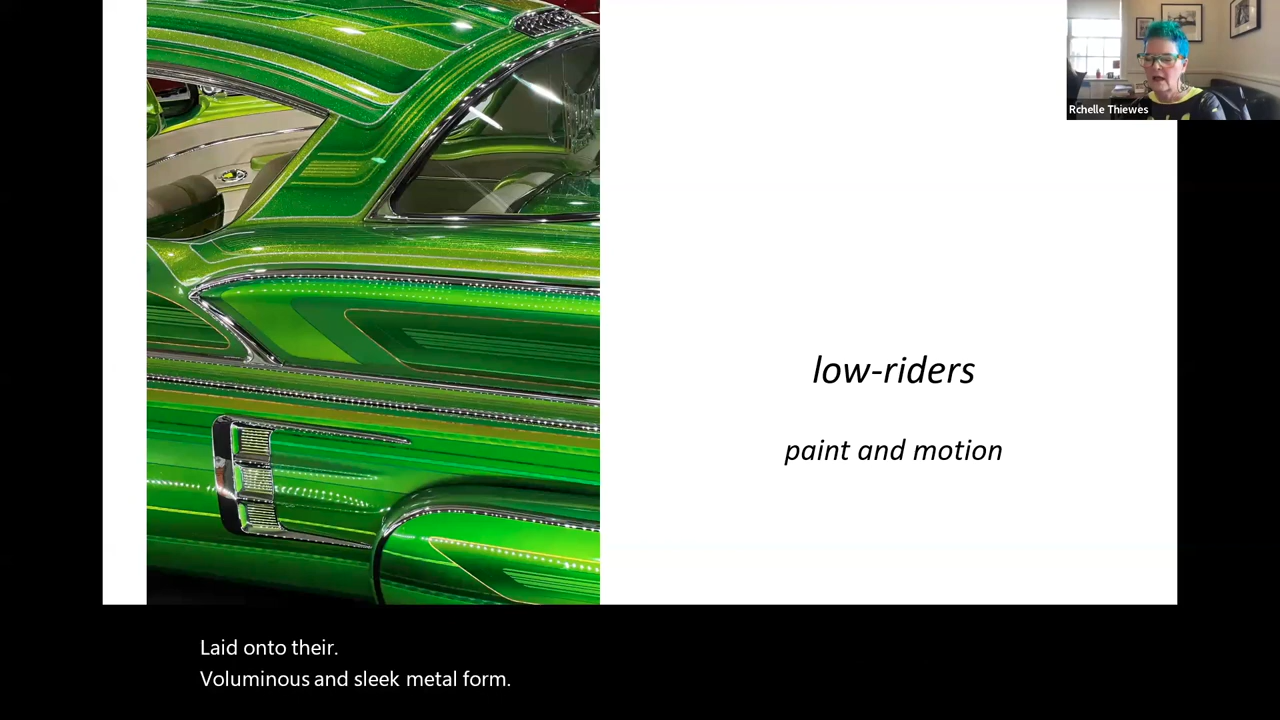 Rchelle Thiewes
low-riders
paint and motion
Laid onto their.
Voluminous and sleek metal form.